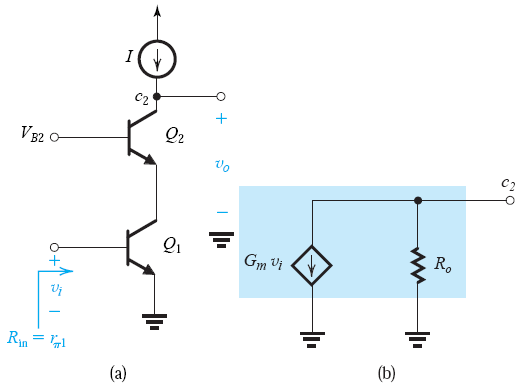 I
c2
VB2
Q2
+
vo
−
Q1
+
vi
−
Rin = rπ1
(a)
c2
Gm vi
Ro
(b)